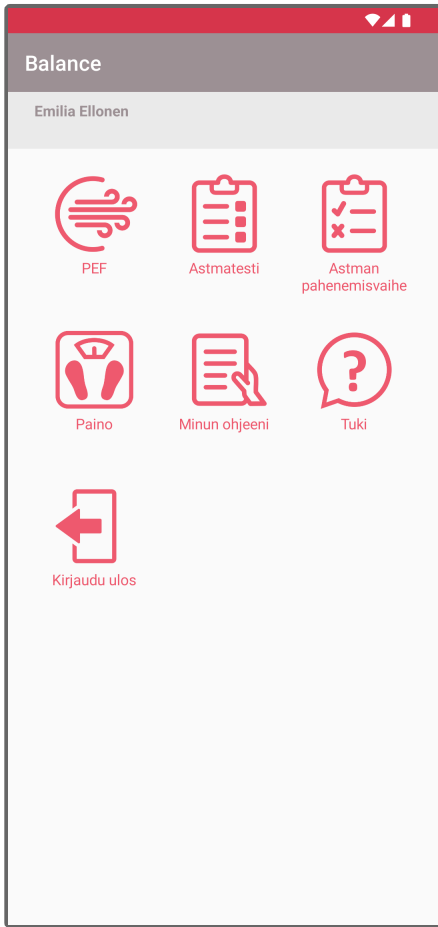 Balance
Emilia Ellonen
PEF
Astmatesti
Astman
pahenemisvaihe
Paino
Minun ohjeeni
Tuki
Kirjaudu ulos